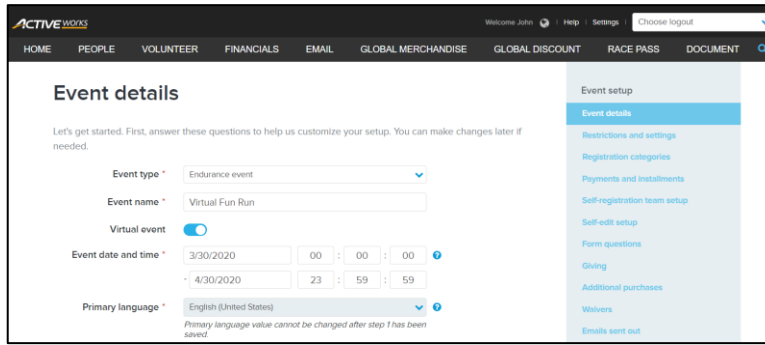 ACTIVE WORKS
Welcome John | Help | Settings | Choose logout
HOME PEOPLE VOLUNTEER FINANCIALS EMAIL GLOBAL MERCHANDISE GLOBAL DISCOUNT RACE PASS DOCUMENT
Event details
Let's get started. First, answer these questions to help us customize your setup. You can make changes later if
needed.
Event type * Endurance event
Event name * Virtual Fun Run
Virtual event
Event date and time * 3/30/2020 00 : 00 : 00 ?
- 4/30/2020 23 : 59 : 59
Primary language * English (United States) ?
Primary language value cannot be changed after step 1 has been
saved.
Event setup
Event details
Restrictions and settings
Registration categories
Payments and installments
Self-registration team setup
Self-edit setup
Form questions
Giving
Additional purchases
Waivers
Emails sent out